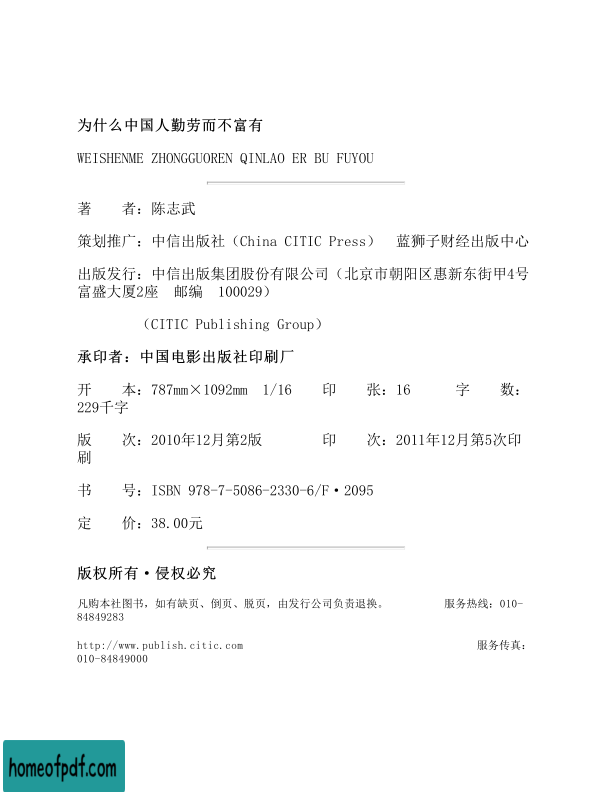 为什么中国人勤劳而不富有
WEISHENME ZHONGGUOREN QINLAO ER BU FUYOU
著　　者：陈志武
策划推广：中信出版社（China CITIC Press）　蓝狮子财经出版中心
出版发行：中信出版集团股份有限公司（北京市朝阳区惠新东街甲4号
富盛大厦2座　邮编　100029）
（CITIC Publishing Group）
承印者：中国电影出版社印刷厂
开　　本：787mm×1092mm　1/16　　印　　张：16　　　字　　数：
229千字
版　　次：2010年12月第2版　　　　印　　次：2011年12月第5次印
刷
书　　号：ISBN 978-7-5086-2330-6/F·2095
定　　价：38.00元
版权所有·侵权必究
凡购本社图书，如有缺页、倒页、脱页，由发行公司负责退换。　　　　　服务热线：010-
84849283
http://www.publish.citic.com　　　　　服务传真：
010-84849000
homeofpdf.com